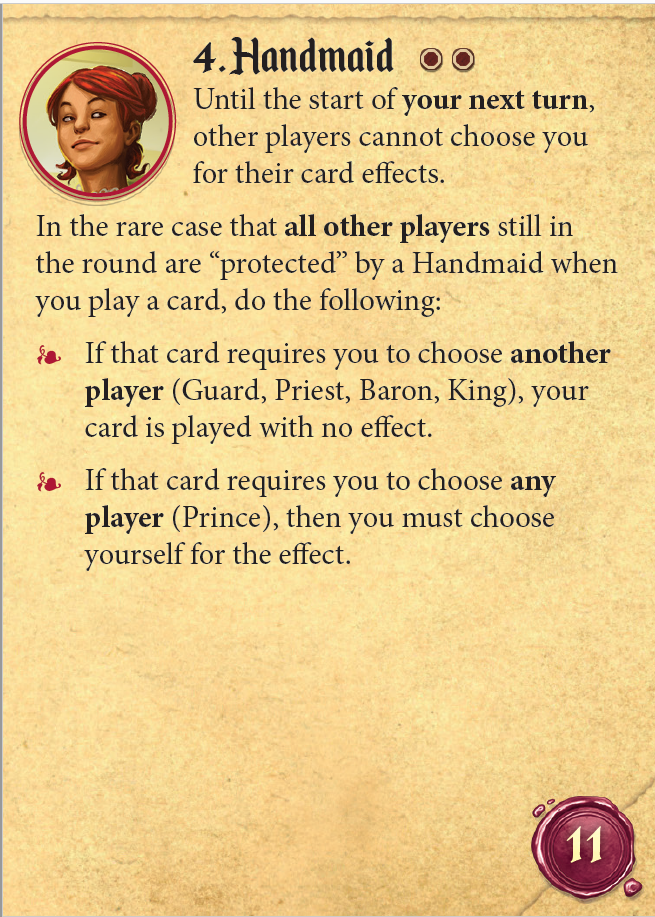 4. Handmaid
Until the start of your next turn,
other players cannot choose you
for their card effects.
In the rare case that all other players still in
the round are “protected” by a Handmaid when
you play a card, do the following:
If that card requires you to choose another
player (Guard, Priest, Baron, King), your
card is played with no effect.
If that card requires you to choose any
player (Prince), then you must choose
yourself for the effect.
11